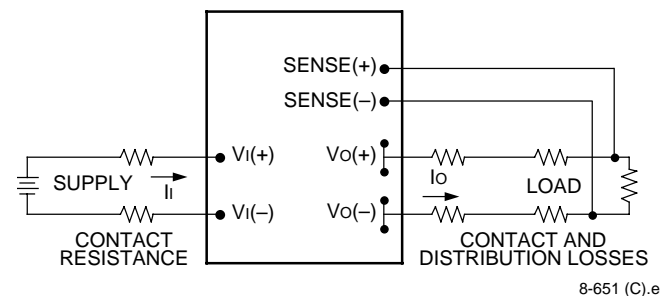 SENSE(+)
SENSE(–)
VI(+)
VO(+)
SUPPLY
II
IO
LOAD
VI(–)
VO(–)
CONTACT
RESISTANCE
CONTACT AND
DISTRIBUTION LOSSES
8-651 (C).e